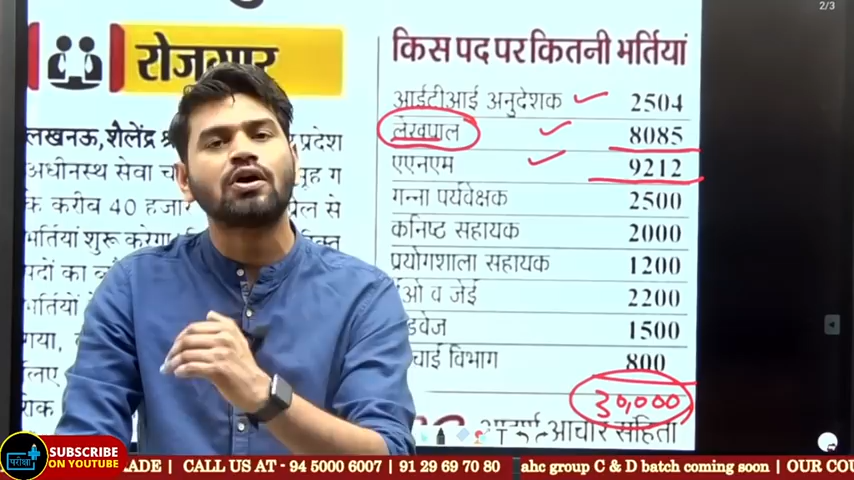 2/3
रोजगार
किस पद पर कितनी भर्तियां
आईटीआई अनुदेशक 2504
लेखपाल 8085
एएनएम 9212
गन्ना पर्यवेक्षक 2500
कनिष्ठ सहायक 2000
प्रयोगशाला सहायक 1200
व जेई 2200
1500
विभाग 800
30,000
आचार संहिता
लखनऊ, शैलेंद्र प्रदेश
अधीनस्थ सेवा
के करीब 40 हजार से
भर्तियां शुरू करेगा
पदों का
भर्तियों
गया,
लिए
परीक्षा
SUBSCRIBE
ON YOUTUBE
ADE | CALL US AT - 94 5000 6007 | 91 29 69 70 80 ahc group C & D batch coming soon | OUR COU